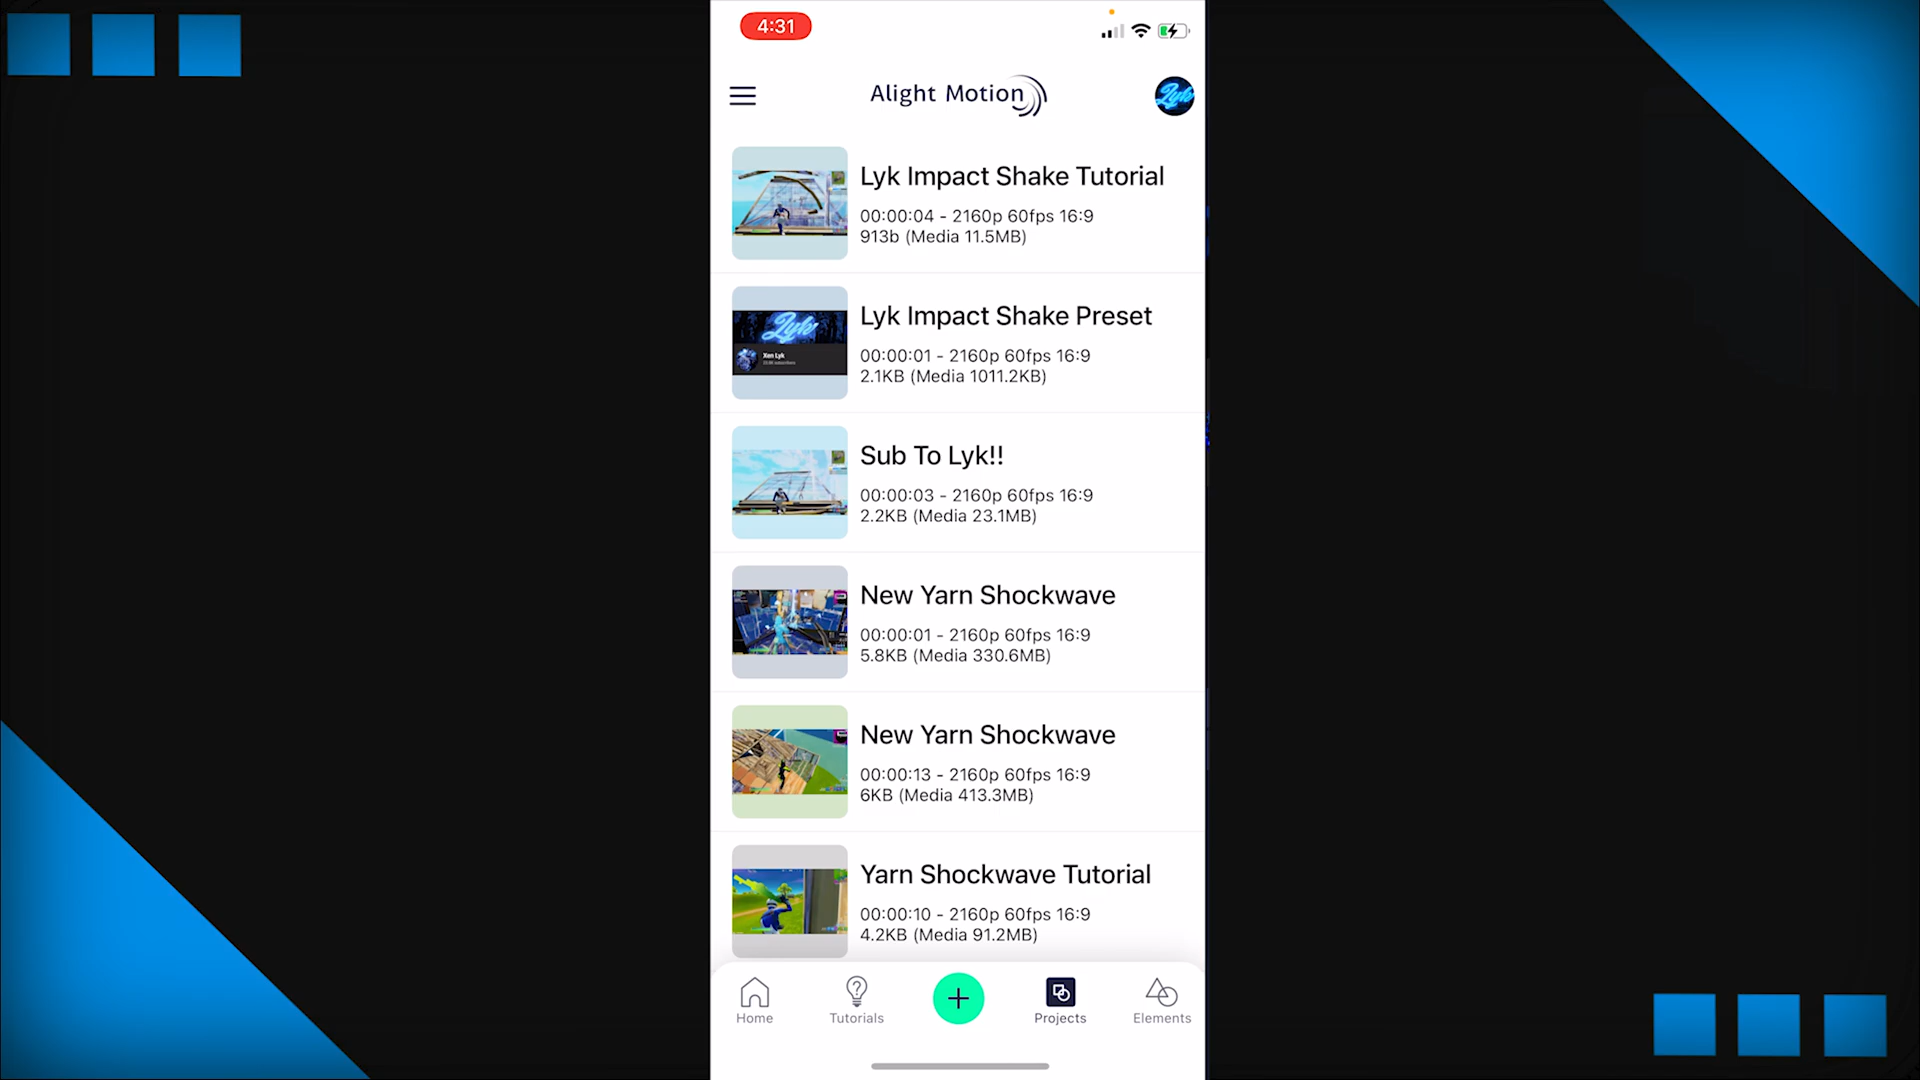 4:31
Alight Motion
Lyk
Lyk Impact Shake Tutorial
00:00:04 - 2160p 60fps 16:9
913b (Media 11.5MB)
Lyk
Xen Lyk
Lyk Impact Shake Preset
00:00:01 - 2160p 60fps 16:9
2.1KB (Media 1011.2KB)
Sub To Lyk!!
00:00:03 - 2160p 60fps 16:9
2.2KB (Media 23.1MB)
New Yarn Shockwave
00:00:01 - 2160p 60fps 16:9
5.8KB (Media 330.6MB)
New Yarn Shockwave
00:00:13 - 2160p 60fps 16:9
6KB (Media 413.3MB)
Yarn Shockwave Tutorial
00:00:10 - 2160p 60fps 16:9
4.2KB (Media 91.2MB)
Home
Tutorials
Projects
Elements